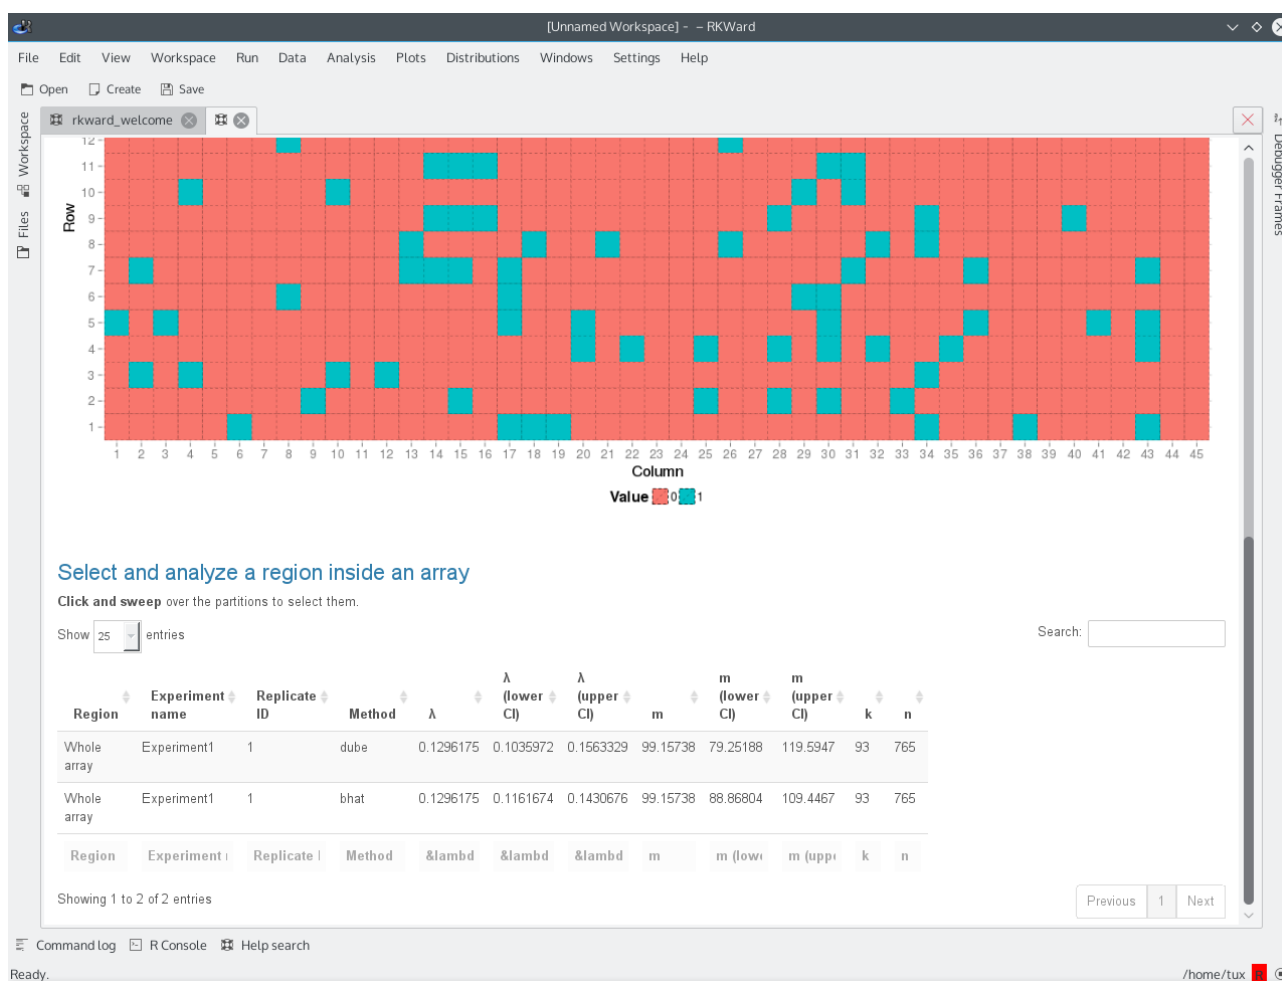 [Unnamed Workspace] - – RKWard
File Edit View Workspace Run Data Analysis Plots Distributions Windows Settings Help
Open Create Save
rkward_welcome
Workspace
Files
Debugger Frames
Row
12
11
10
9
8
7
6
5
4
3
2
1
1 2 3 4 5 6 7 8 9 10 11 12 13 14 15 16 17 18 19 20 21 22 23 24 25 26 27 28 29 30 31 32 33 34 35 36 37 38 39 40 41 42 43 44 45
Column
Value 0 1
Select and analyze a region inside an array
Click and sweep over the partitions to select them.
Show 25 entries Search:
Region Experiment name Replicate ID Method λ λ (lower CI) λ (upper CI) m m (lower CI) m (upper CI) k n
Whole array Experiment1 1 dube 0.1296175 0.1035972 0.1563329 99.15738 79.25188 119.5947 93 765
Whole array Experiment1 1 bhat 0.1296175 0.1161674 0.1430676 99.15738 88.86804 109.4467 93 765
Region Experiment Replicate Method &lambd &lambd &lambd m m (low m (upp k n
Showing 1 to 2 of 2 entries
Previous 1 Next
Command log R Console Help search
Ready. /home/tux R